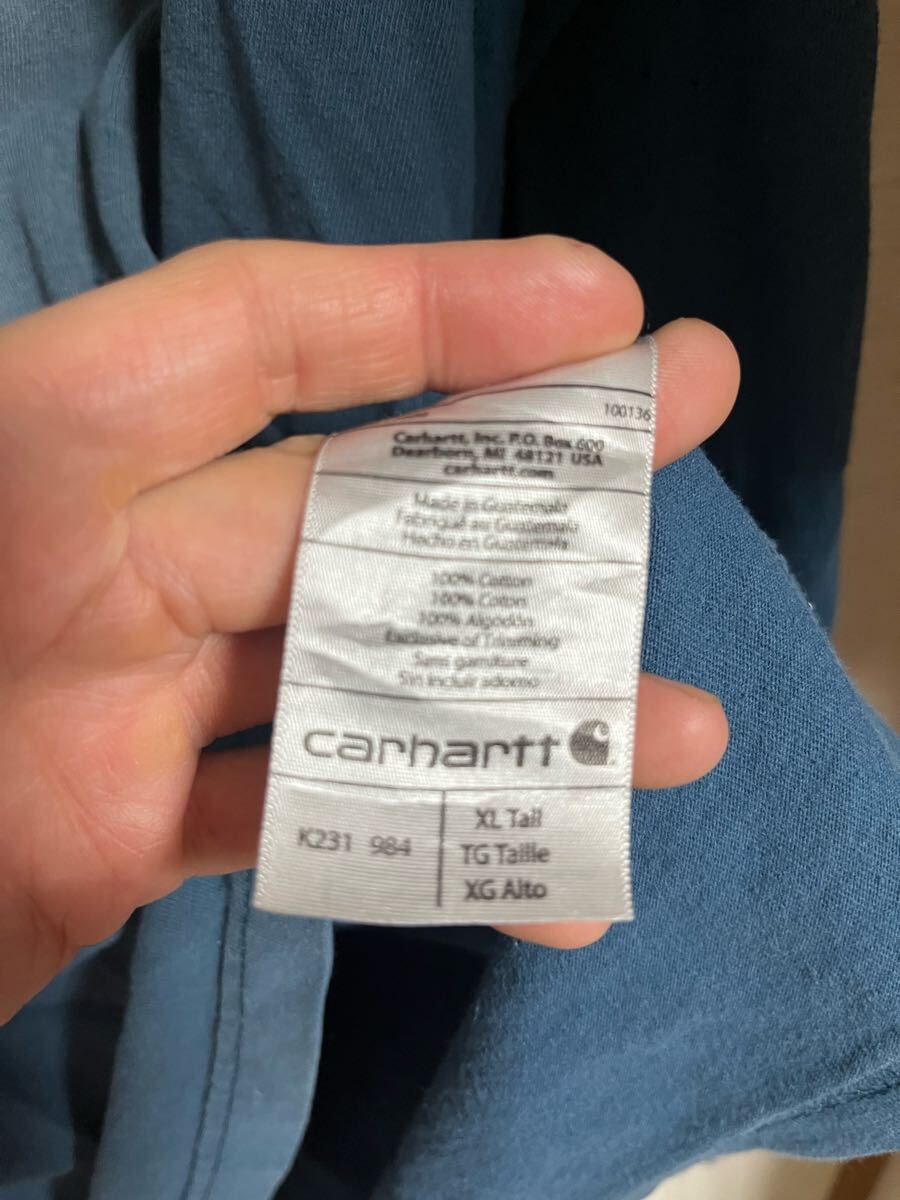 100136
Carhartt, Inc. P.O. Box 600
Dearborn, MI 48121 USA
carhartt.com
Made in Guatemala
Fabriqué au Guatemala
Hecho en Guatemala
100% Cotton
100% Coton
100% Algodón
Exclusive of Trimming
Sans garniture
Sin incluir adorno
carhartt
K231 984
XL Tall
TG Taille
XG Alto